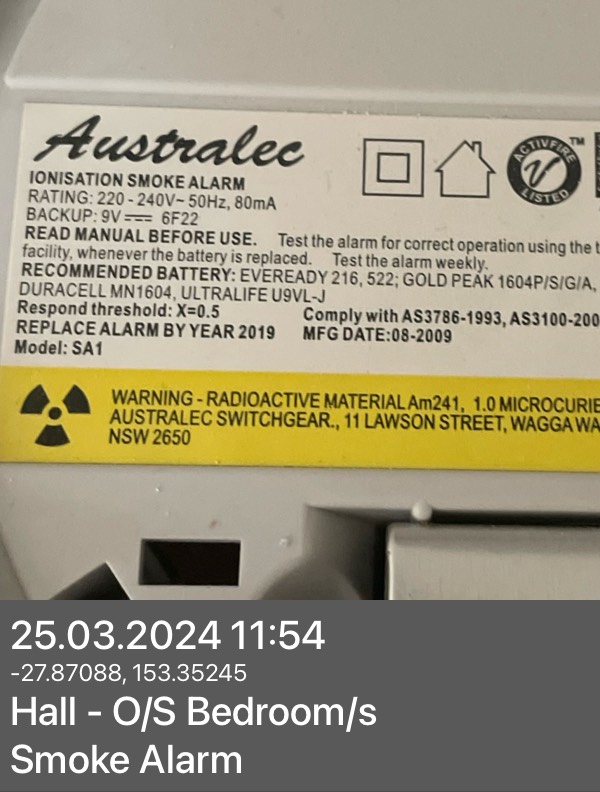 Australec
ACTIVFIRE
LISTED
TM
IONISATION SMOKE ALARM
RATING: 220 - 240V~ 50Hz, 80mA
BACKUP: 9V 6F22
READ MANUAL BEFORE USE. Test the alarm for correct operation using the
facility, whenever the battery is replaced. Test the alarm weekly.
RECOMMENDED BATTERY: EVEREADY 216, 522; GOLD PEAK 1604P/S/G/A,
DURACELL MN1604, ULTRALIFE U9VL-J
Respond threshold: X=0.5 Comply with AS3786-1993, AS3100-200
REPLACE ALARM BY YEAR 2019 MFG DATE:08-2009
Model: SA1
WARNING - RADIOACTIVE MATERIAL Am241, 1.0 MICROCURIE
AUSTRALEC SWITCHGEAR., 11 LAWSON STREET, WAGGA WA
NSW 2650
25.03.2024 11:54
-27.87088, 153.35245
Hall - O/S Bedroom/s
Smoke Alarm